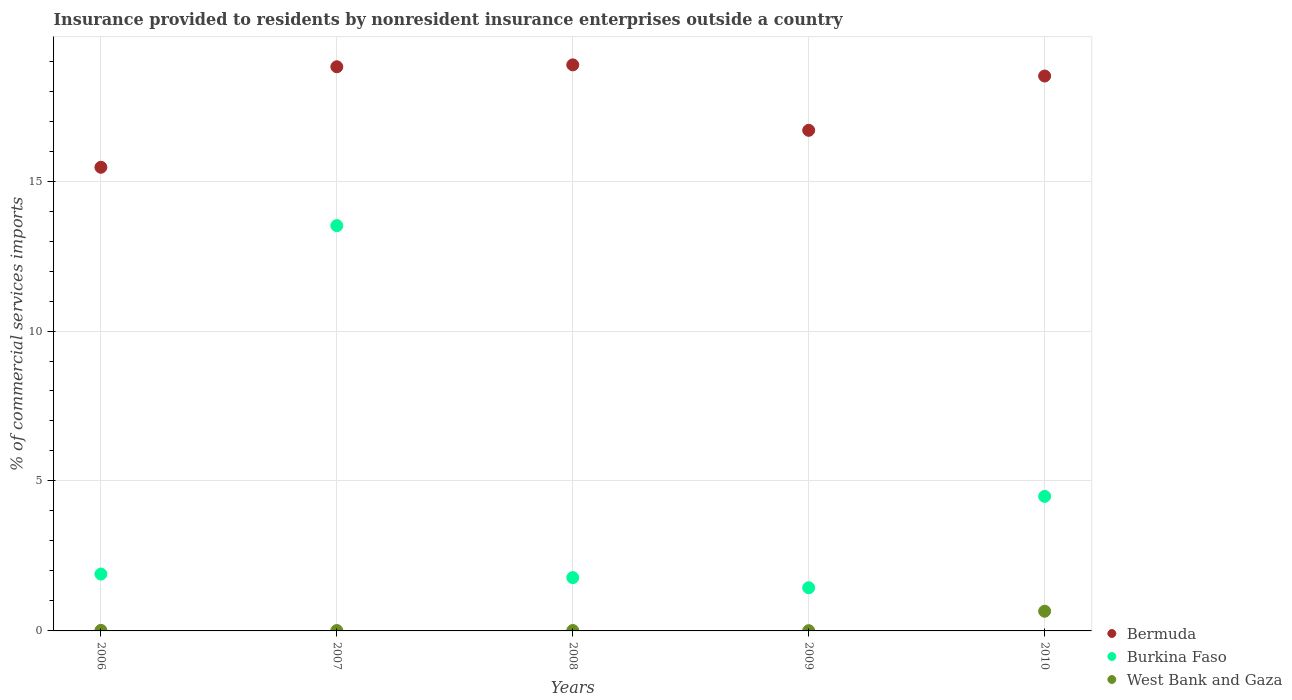 Insurance provided to residents by nonresident insurance enterprises outside a country
% of commercial services imports
15
10
5
0
2006
2007
2008
2009
2010
Years
Bermuda
Burkina Faso
West Bank and Gaza